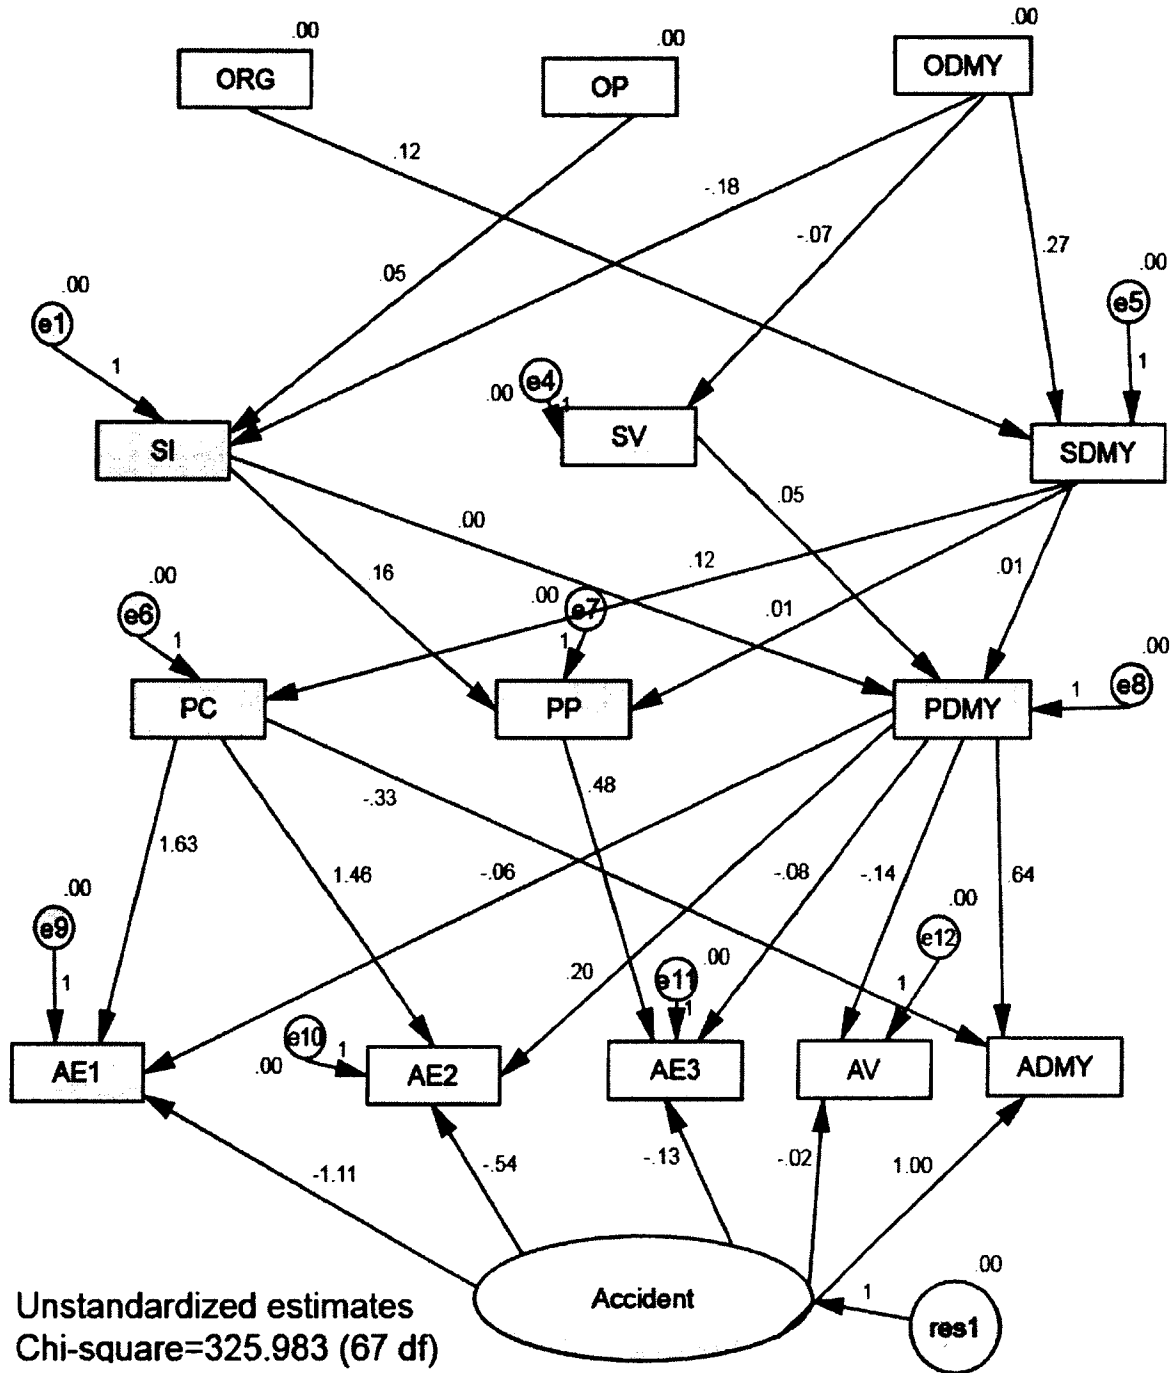 .00
.00
.00
ORG
OP
ODMY
.12
-.18
-.07
.27
.05
.00
e1
1
.00
e5
1
.00
e4
1
SI
SV
SDMY
.00
.05
.16
.12
.01
.01
.00
e6
1
.00
e7
1
.00
e8
1
PC
PP
PDMY
-.33
.48
1.63
1.46
-.06
-.08
-.14
.64
.00
e9
1
.00
e12
1
.20
.00
e11
1
e10
1
.00
AE1
AE2
AE3
AV
ADMY
-1.11
-.54
-.13
-.02
1.00
Accident
.00
1
res1
Unstandardized estimates
Chi-square=325.983 (67 df)